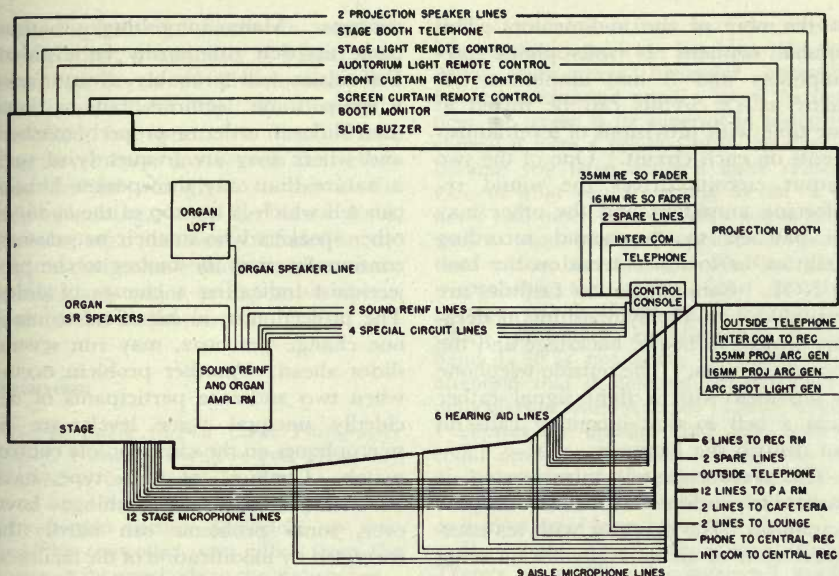 2 PROJECTION SPEAKER LINES
STAGE BOOTH TELEPHONE
STAGE LIGHT REMOTE CONTROL
AUDITORIUM LIGHT REMOTE CONTROL
FRONT CURTAIN REMOTE CONTROL
SCREEN CURTAIN REMOTE CONTROL
BOOTH MONITOR
SLIDE BUZZER
35MM RE SO FADER
16MM RE SO FADER
2 SPARE LINES
INTER COM
TELEPHONE
PROJECTION BOOTH
ORGAN
LOFT
ORGAN SPEAKER LINE
CONTROL
CONSOLE
ORGAN
SR SPEAKERS
2 SOUND REINF LINES
4 SPECIAL CIRCUIT LINES
OUTSIDE TELEPHONE
INTER COM TO REC
35MM PROJ ARC GEN
16MM PROJ ARC GEN
ARC SPOT LIGHT GEN
SOUND REINF
AND ORGAN
AMPL RM
6 HEARING AID LINES
STAGE
6 LINES TO REC RM
2 SPARE LINES
OUTSIDE TELEPHONE
12 LINES TO P A RM
2 LINES TO CAFETERIA
2 LINES TO LOUNGE
PHONE TO CENTRAL REC
INT COM TO CENTRAL REC
12 STAGE MICROPHONE LINES
9 AISLE MICROPHONE LINES